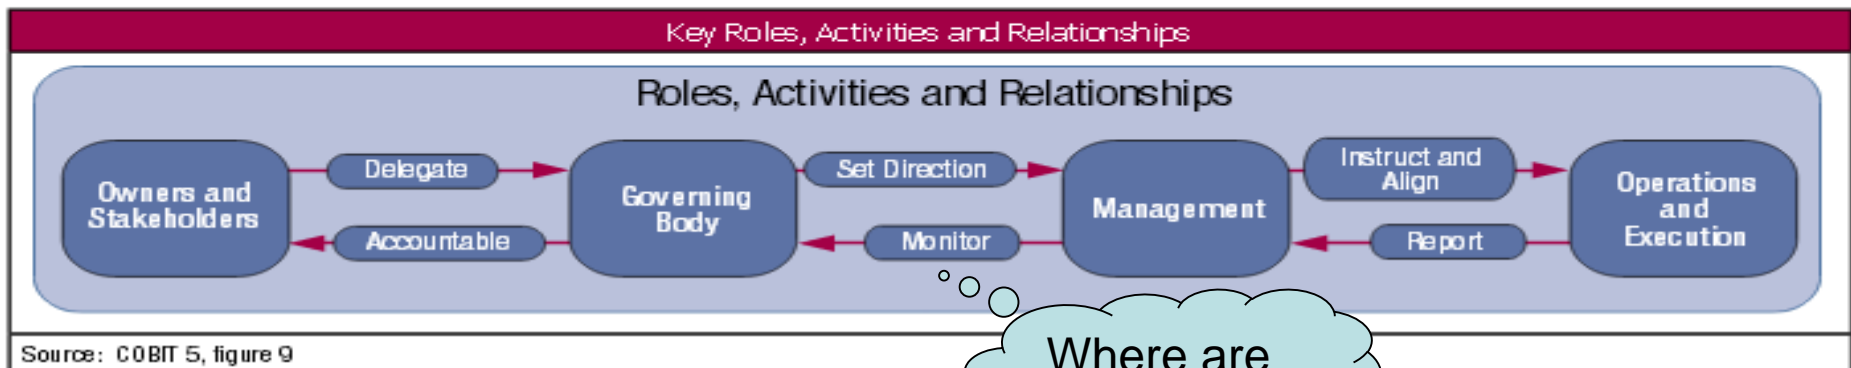 Key Roles, Activities and Relationships
Roles, Activities and Relationships
Owners and
Stakeholders
Delegate
Accountable
Governing
Body
Set Direction
Monitor
Management
Instruct and
Align
Report
Operations
and
Execution
Where are
Source: COBIT 5, figure 9